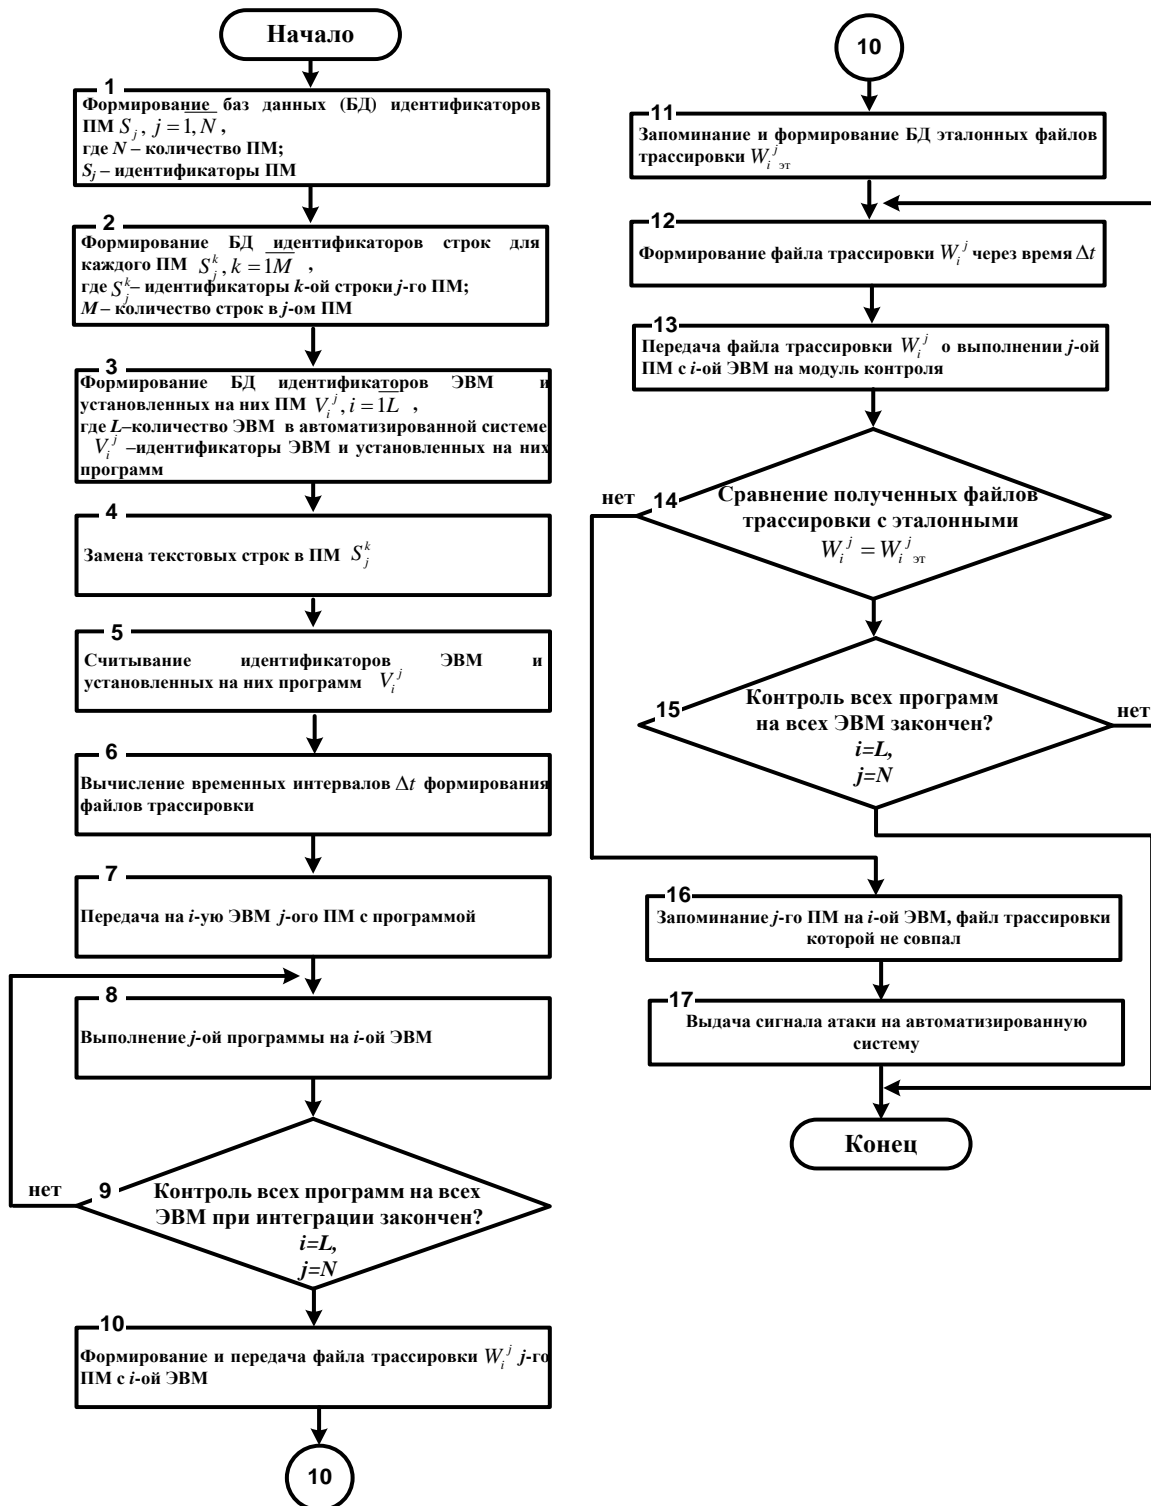 Начало
1
Формирование баз данных (БД) идентификаторов
ПМ S_j, j = \overline{1, N},
где N – количество ПМ;
S_j – идентификаторы ПМ
2
Формирование БД идентификаторов строк для
каждого ПМ S_j^k, k = \overline{1M},
где S_j^k – идентификаторы k-ой строки j-го ПМ;
M – количество строк в j-ом ПМ
3
Формирование БД идентификаторов ЭВМ и
установленных на них ПМ V_i^j, i = \overline{1L},
где L–количество ЭВМ в автоматизированной системе
V_i^j –идентификаторы ЭВМ и установленных на них
программ
4
Замена текстовых строк в ПМ S_j^k
5
Считывание идентификаторов ЭВМ и
установленных на них программ V_i^j
6
Вычисление временных интервалов Δt формирования
файлов трассировки
7
Передача на i-ую ЭВМ j-ого ПМ с программой
8
Выполнение j-ой программы на i-ой ЭВМ
нет
9
Контроль всех программ на всех
ЭВМ при интеграции закончен?
i=L,
j=N
10
Формирование и передача файла трассировки W_i^j j-го
ПМ с i-ой ЭВМ
10
10
11
Запоминание и формирование БД эталонных файлов
трассировки W_{i эт}^j
12
Формирование файла трассировки W_i^j через время Δt
13
Передача файла трассировки W_i^j о выполнении j-ой
ПМ с i-ой ЭВМ на модуль контроля
нет
14
Сравнение полученных файлов
трассировки с эталонными
W_i^j = W_{i эт}^j
15
Контроль всех программ
на всех ЭВМ закончен?
i=L,
j=N
нет
16
Запоминание j-го ПМ на i-ой ЭВМ, файл трассировки
которой не совпал
17
Выдача сигнала атаки на автоматизированную
систему
Конец